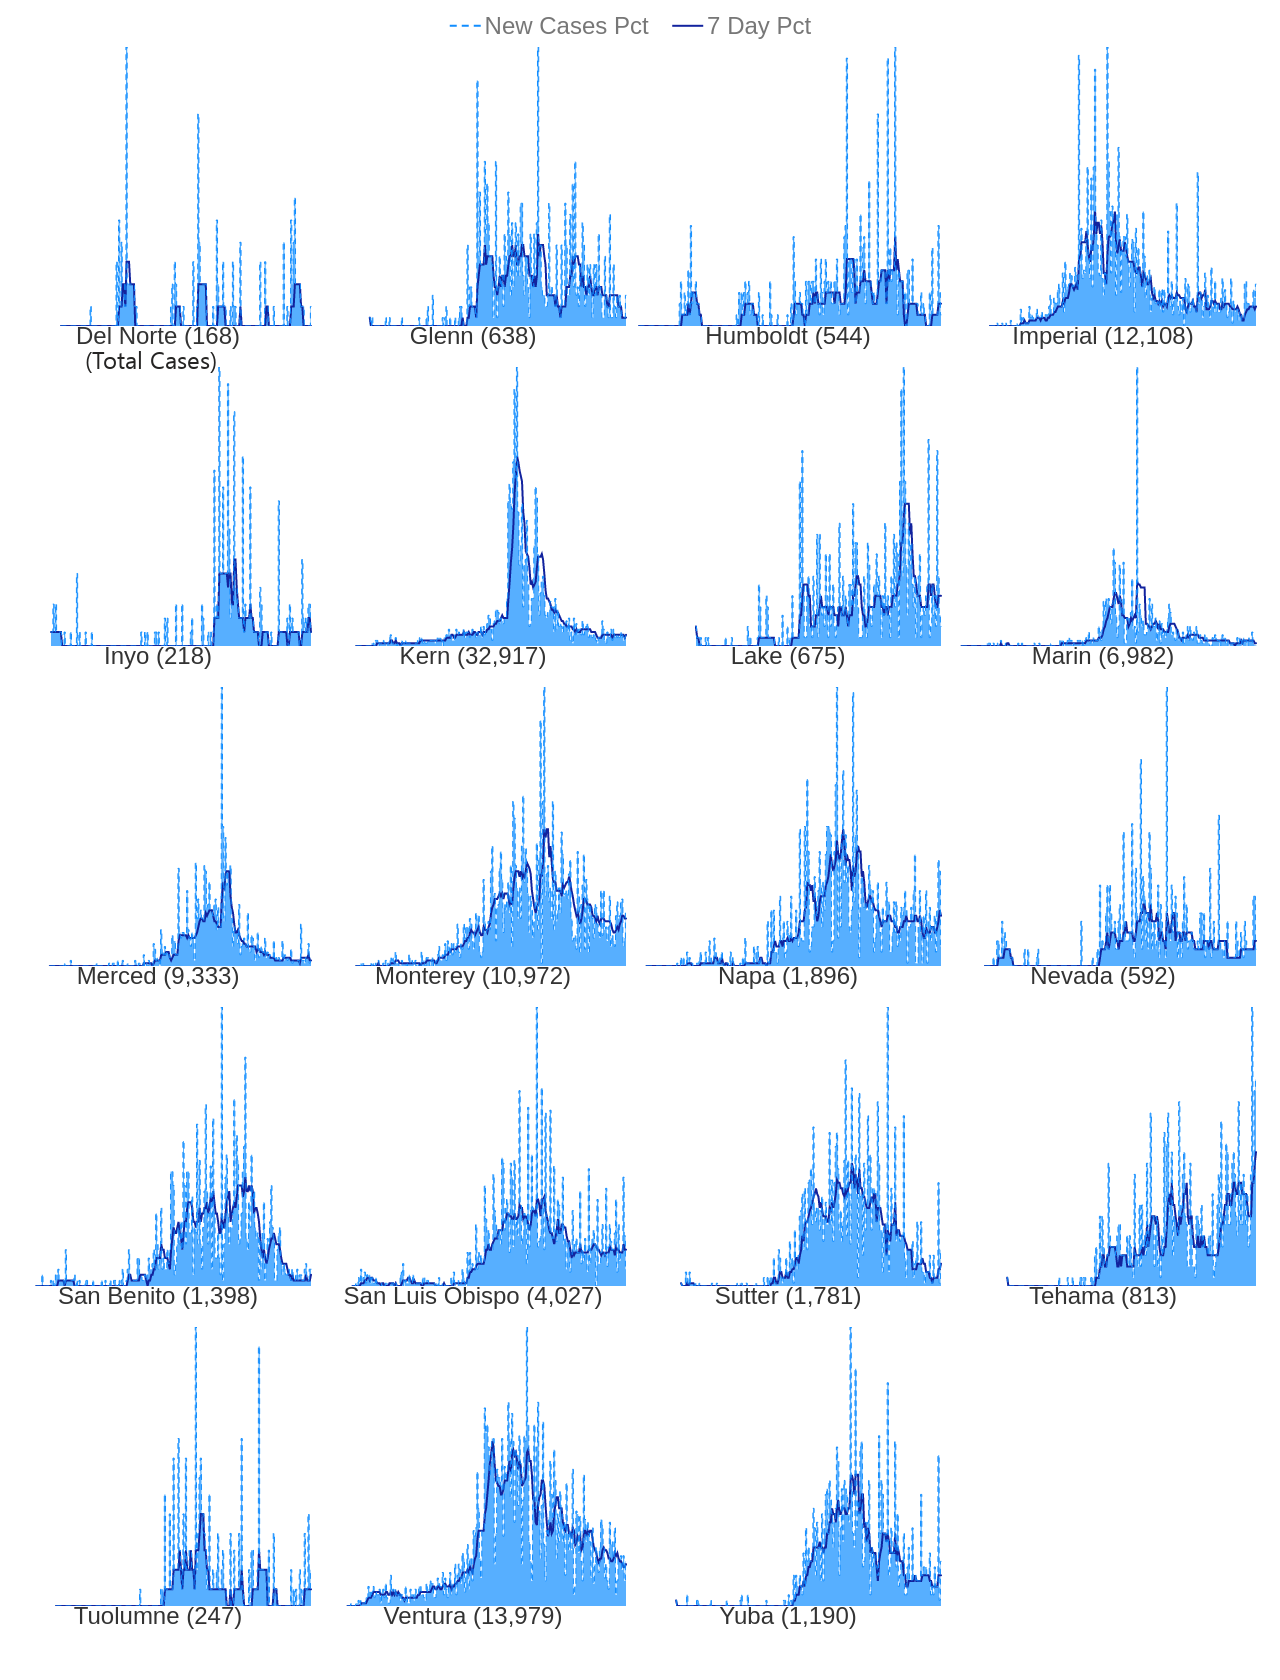 New Cases Pct 7 Day Pct
Del Norte (168) Glenn (638) Humboldt (544) Imperial (12,108)
(Total Cases)
Inyo (218) Kern (32,917) Lake (675) Marin (6,982)
Merced (9,333) Monterey (10,972) Napa (1,896) Nevada (592)
San Benito (1,398) San Luis Obispo (4,027) Sutter (1,781) Tehama (813)
Tuolumne (247) Ventura (13,979) Yuba (1,190)